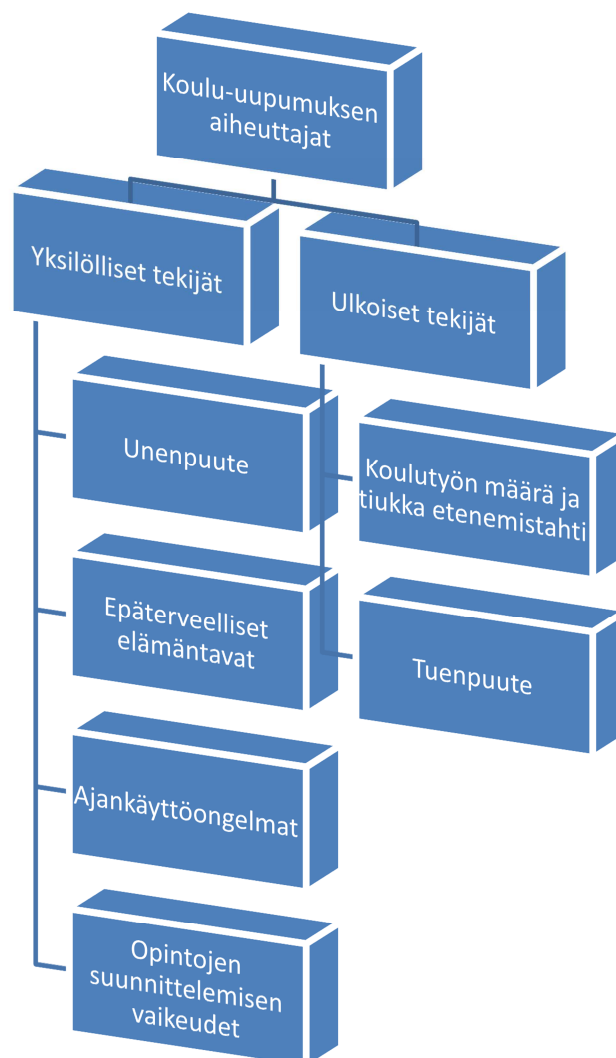 Koulu-uupumuksen
aiheuttajat
Yksilölliset tekijät
Ulkoiset tekijät
Unenpuute
Koulutyön määrä ja
tiukka etenemistahti
Epäterveelliset
elämäntavat
Tuenpuute
Ajankäyttöongelmat
Opintojen
suunnittelemisen
vaikeudet